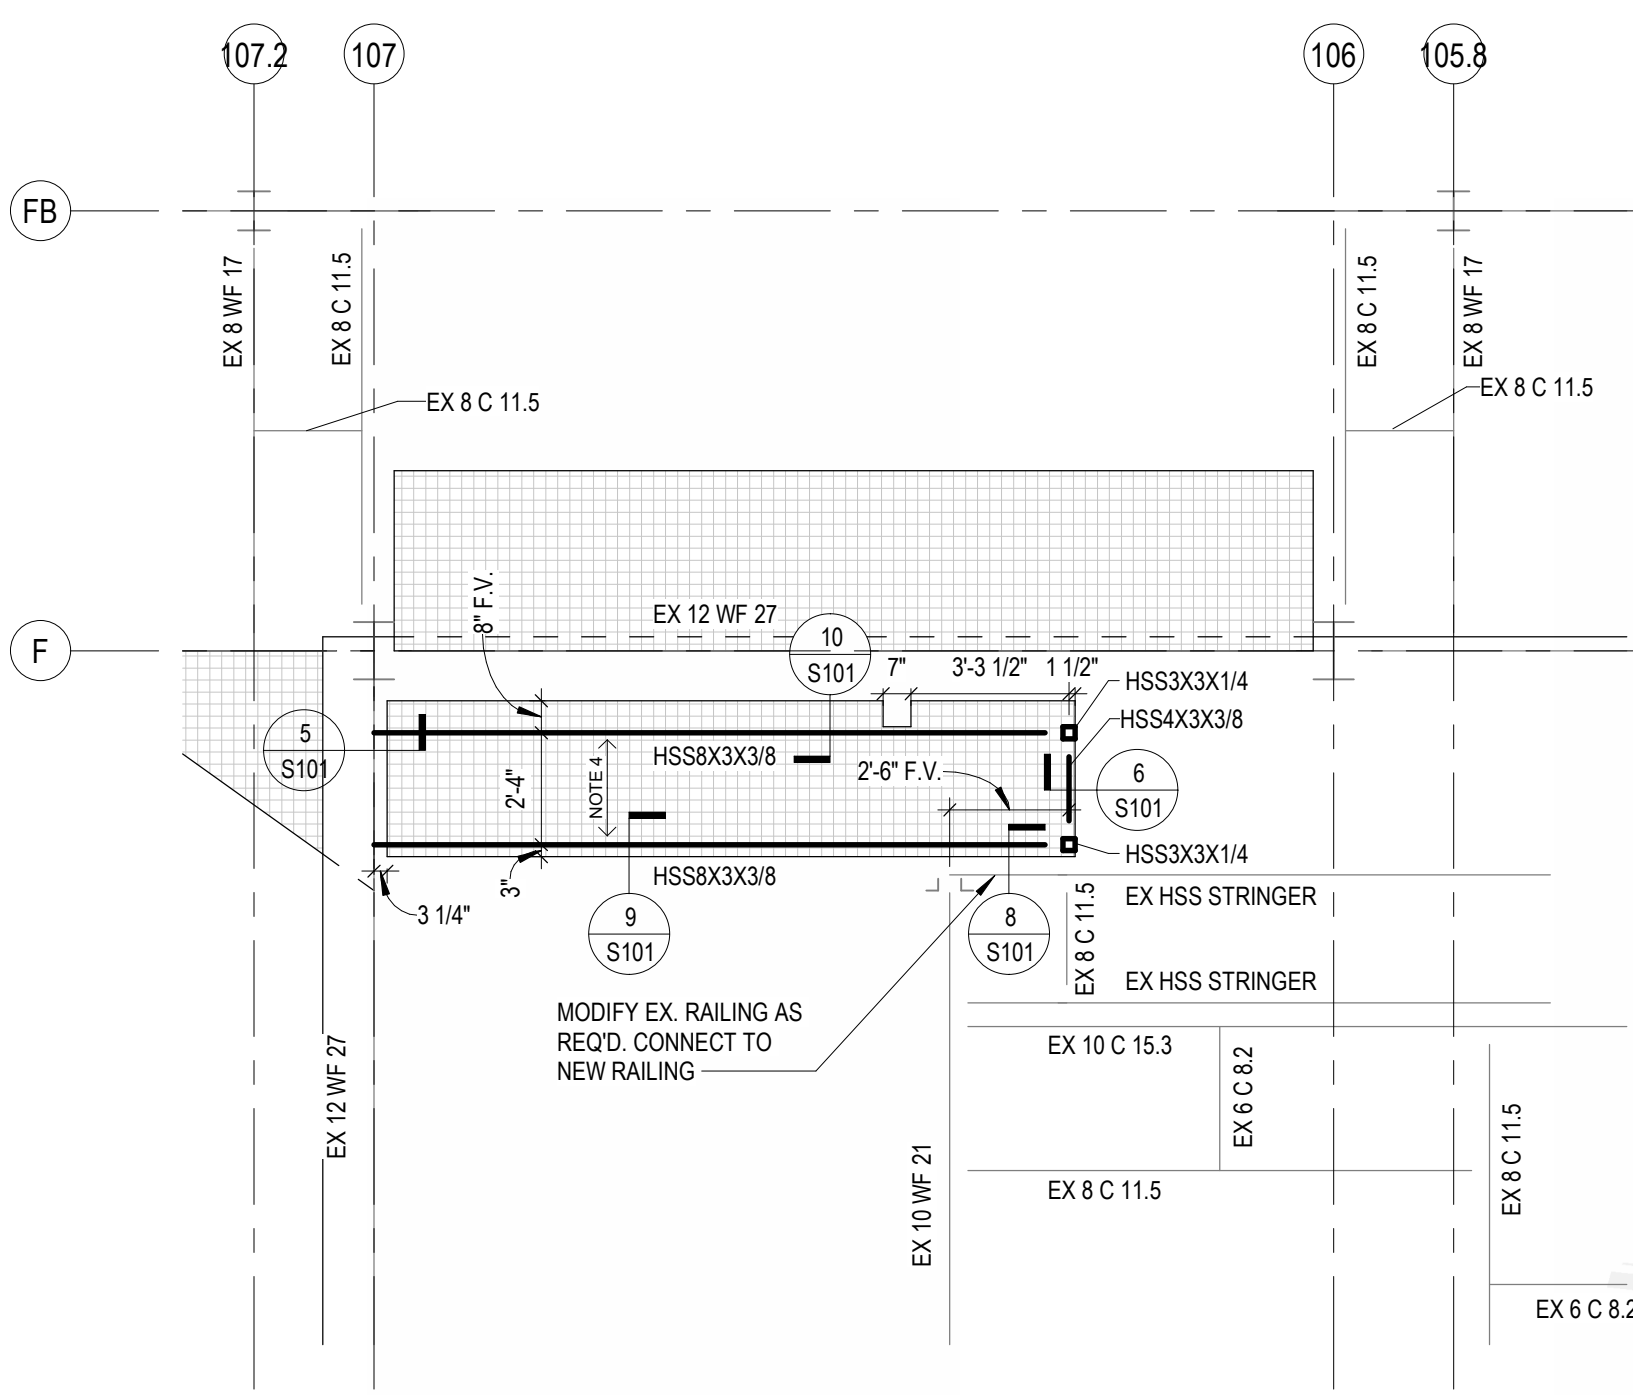 107.2
107
106
105.8
FB
EX 8 WF 17
EX 8 C 11.5
EX 8 C 11.5
EX 8 WF 17
EX 8 C 11.5
EX 8 C 11.5
8" F.V.
EX 12 WF 27
F
10
S101
7"
3'-3 1/2"
1 1/2"
HSS3X3X1/4
HSS4X3X3/8
5
S101
HSS8X3X3/8
2'-4"
NOTE 4
2'-6" F.V.
6
S101
HSS3X3X1/4
3"
HSS8X3X3/8
3 1/4"
9
S101
8
S101
EX 8 C 11.5
EX HSS STRINGER
EX HSS STRINGER
MODIFY EX. RAILING AS
REQ'D. CONNECT TO
NEW RAILING
EX 12 WF 27
EX 10 C 15.3
EX 6 C 8.2
EX 8 C 11.5
EX 10 WF 21
EX 8 C 11.5
EX 6 C 8.2